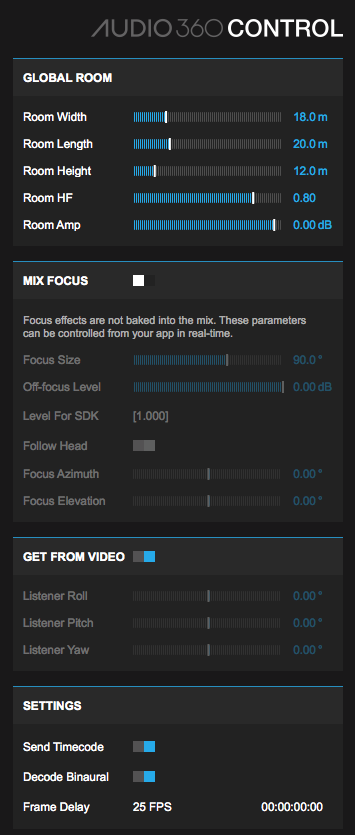 AUDIO360 CONTROL
GLOBAL ROOM
Room Width 18.0 m
Room Length 20.0 m
Room Height 12.0 m
Room HF 0.80
Room Amp 0.00 dB
MIX FOCUS
Focus effects are not baked into the mix. These parameters
can be controlled from your app in real-time.
Focus Size 90.0 °
Off-focus Level 0.00 dB
Level For SDK [1.000]
Follow Head
Focus Azimuth 0.00 °
Focus Elevation 0.00 °
GET FROM VIDEO
Listener Roll 0.00 °
Listener Pitch 0.00 °
Listener Yaw 0.00 °
SETTINGS
Send Timecode
Decode Binaural
Frame Delay 25 FPS 00:00:00:00